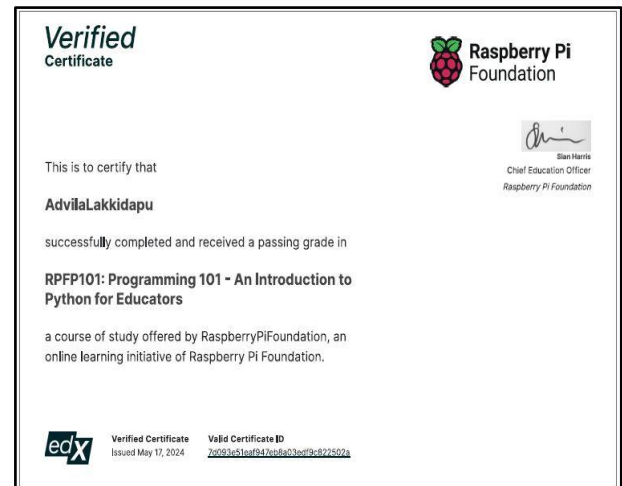 Verified
Certificate
Raspberry Pi
Foundation
Sian Harris
Chief Education Officer
Raspberry Pi Foundation
This is to certify that
AdvilaLakkidapu
successfully completed and received a passing grade in
RPFP101: Programming 101 - An Introduction to
Python for Educators
a course of study offered by RaspberryPiFoundation, an
online learning initiative of Raspberry Pi Foundation.
edX
Verified Certificate
Issued May 17, 2024
Valid Certificate ID
7d093e51eaf947eb8a03edf9c822502a